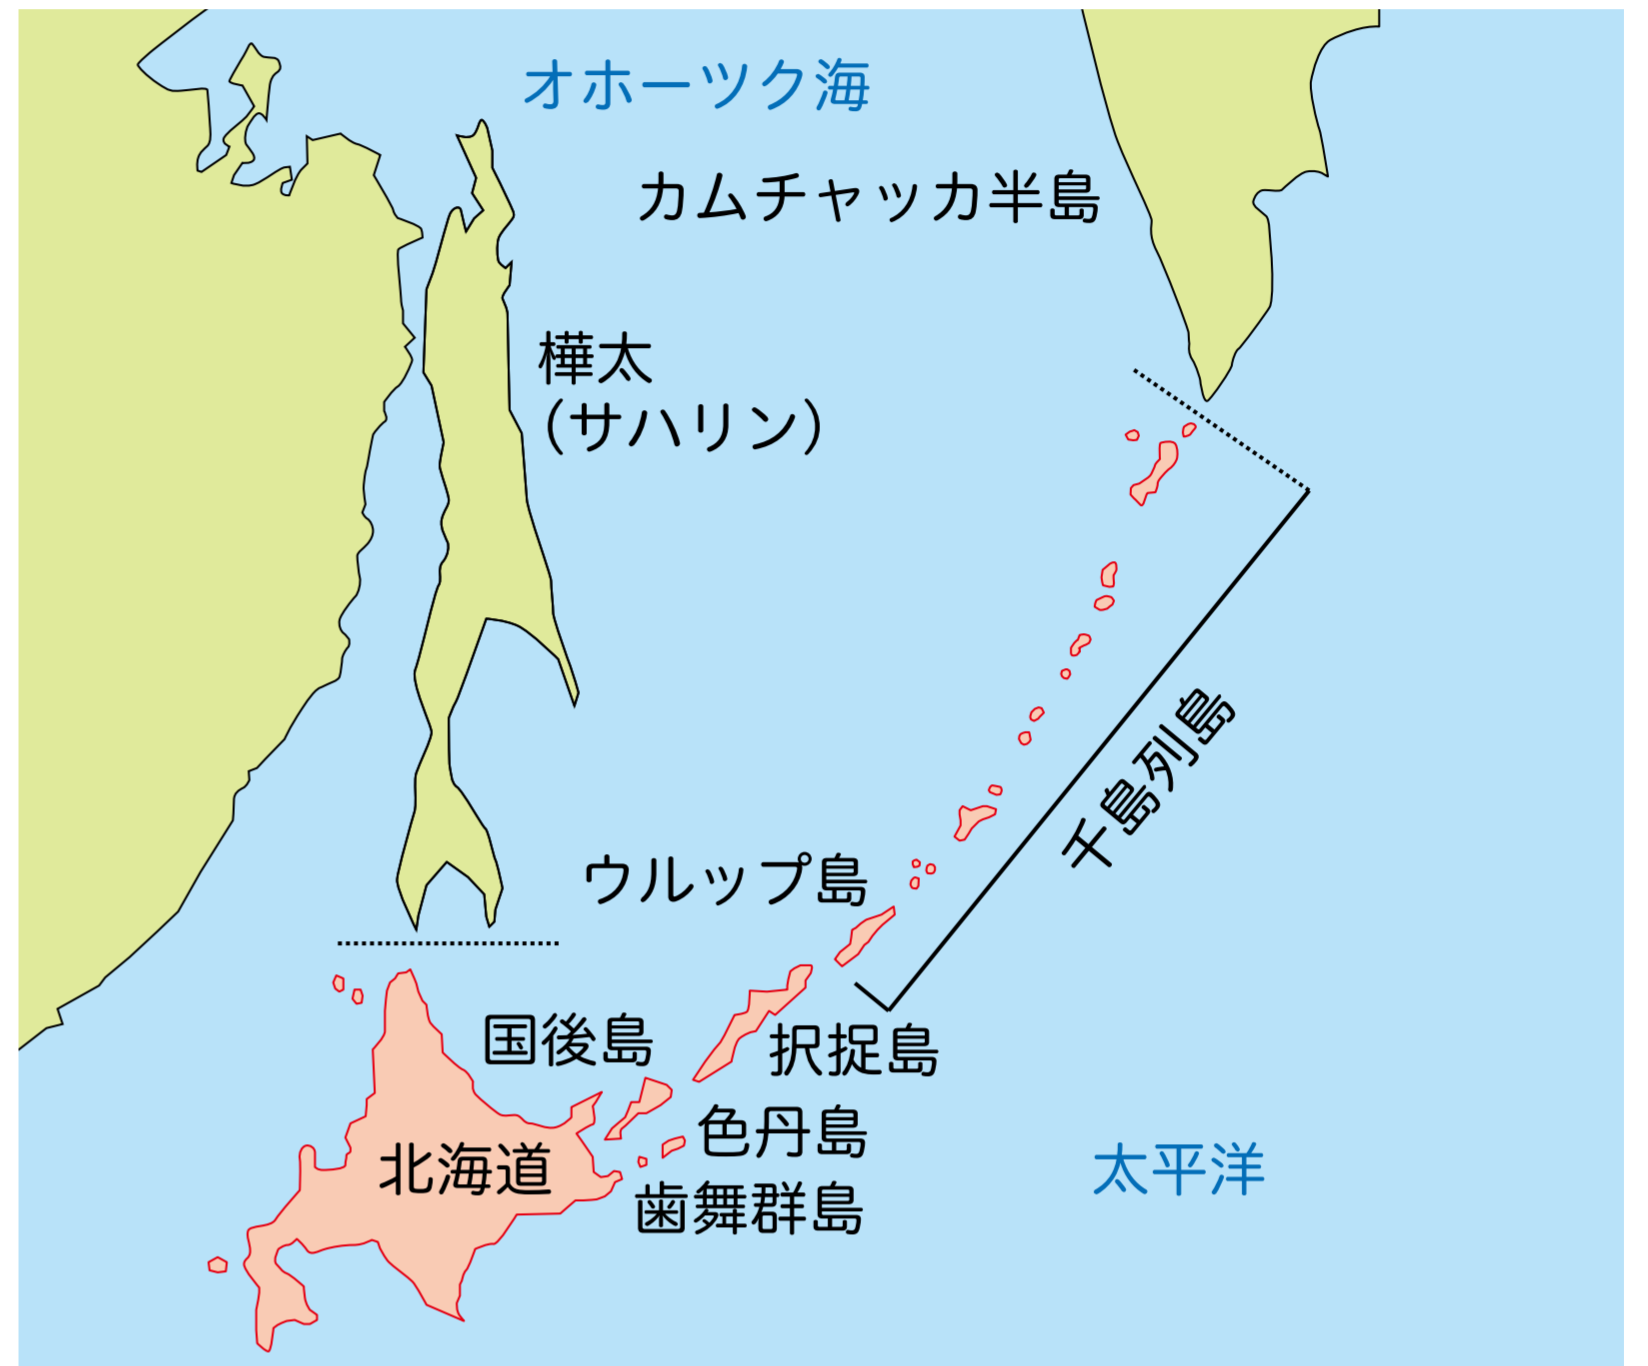 オホーツク海
カムチャッカ半島
樺太
（サハリン）
千島列島
ウルップ島
国後島
択捉島
色丹島
北海道
歯舞群島
太平洋